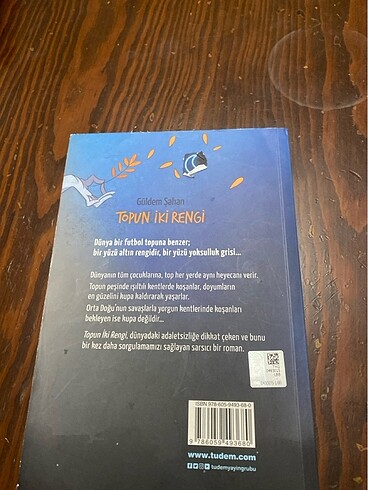 Güldem Şahan
TOPUN İKİ RENGİ
Dünya bir futbol topuna benzer;
bir yüzü altın rengidir, bir yüzü yoksulluk grisi...
Dünyanın tüm çocuklarına, top her yerde aynı heyecanı verir.
Topun peşinde ışıltılı kentlerde koşanlar, doyumların
en güzelini kupa kaldırarak yaşarlar.
Orta Doğu'nun savaşlarla yorgun kentlerinde koşanları
bekleyen ise kupa değildir...
Topun İki Rengi, dünyadaki adaletsizliğe dikkat çeken ve bunu
bir kez daha sorgulamamızı sağlayan sarsıcı bir roman.
ISBN 978-605-9493-68-0
9 786059 493680
www.tudem.com
tudemyayingrubu